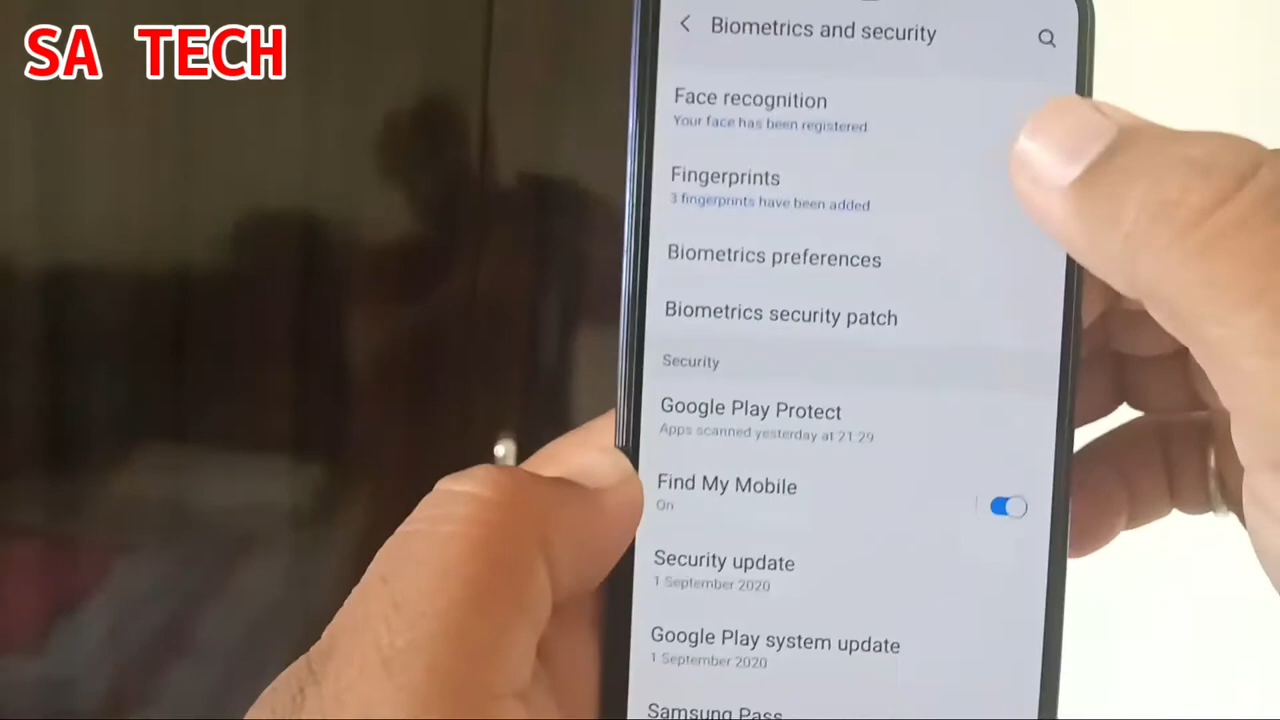 SA TECH
Biometrics and security
Face recognition
Your face has been registered
Fingerprints
3 fingerprints have been added
Biometrics preferences
Biometrics security patch
Security
Google Play Protect
Apps scanned yesterday at 21:29
Find My Mobile
On
Security update
1 September 2020
Google Play system update
1 September 2020
Samsung Pass